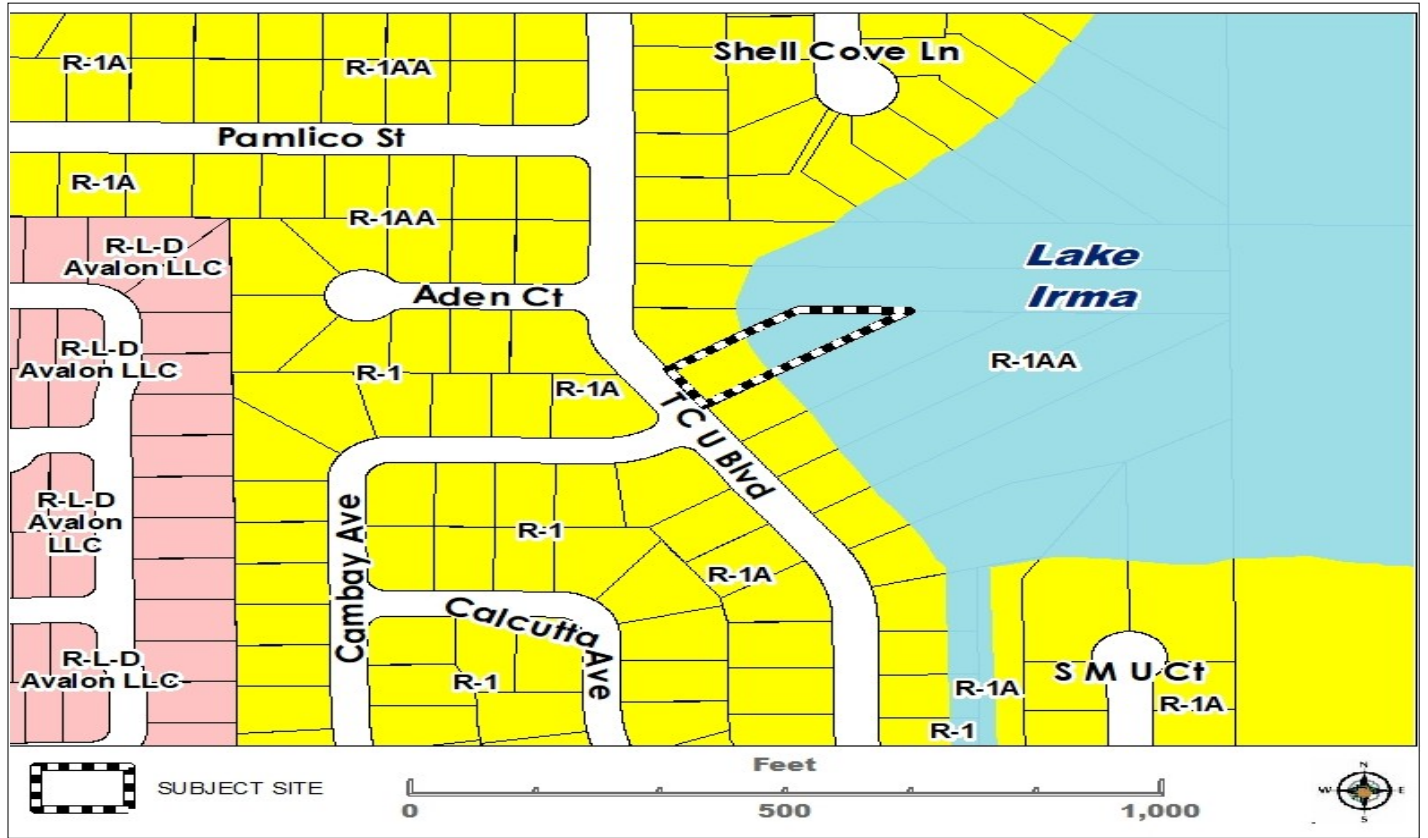 Shell Cove Ln
R-1A
R-1AA
Pamlico St
R-1A
R-1AA
R-L-D
Avalon LLC
Lake
Irma
Aden Ct
R-L-D
Avalon LLC
R-1
R-1A
R-1AA
T C U Blvd
R-L-D
Avalon
LLC
Cambay Ave
R-1
R-1A
Calcutta Ave
R-L-D
Avalon LLC
R-1
R-1A
S M U Ct
R-1A
R-1
SUBJECT SITE
Feet
0
500
1,000
N
W
E
S